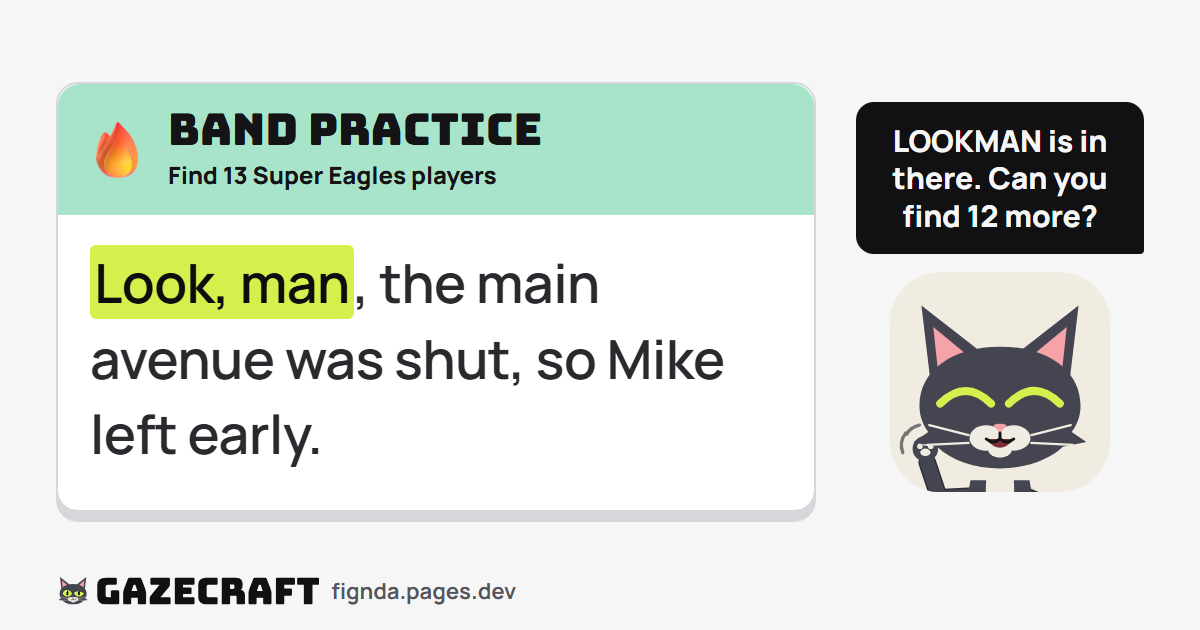 BAND PRACTICE
Find 13 Super Eagles players
Look, man, the main
avenue was shut, so Mike
left early.
LOOKMAN is in
there. Can you
find 12 more?
GAZECRAFT fignda.pages.dev